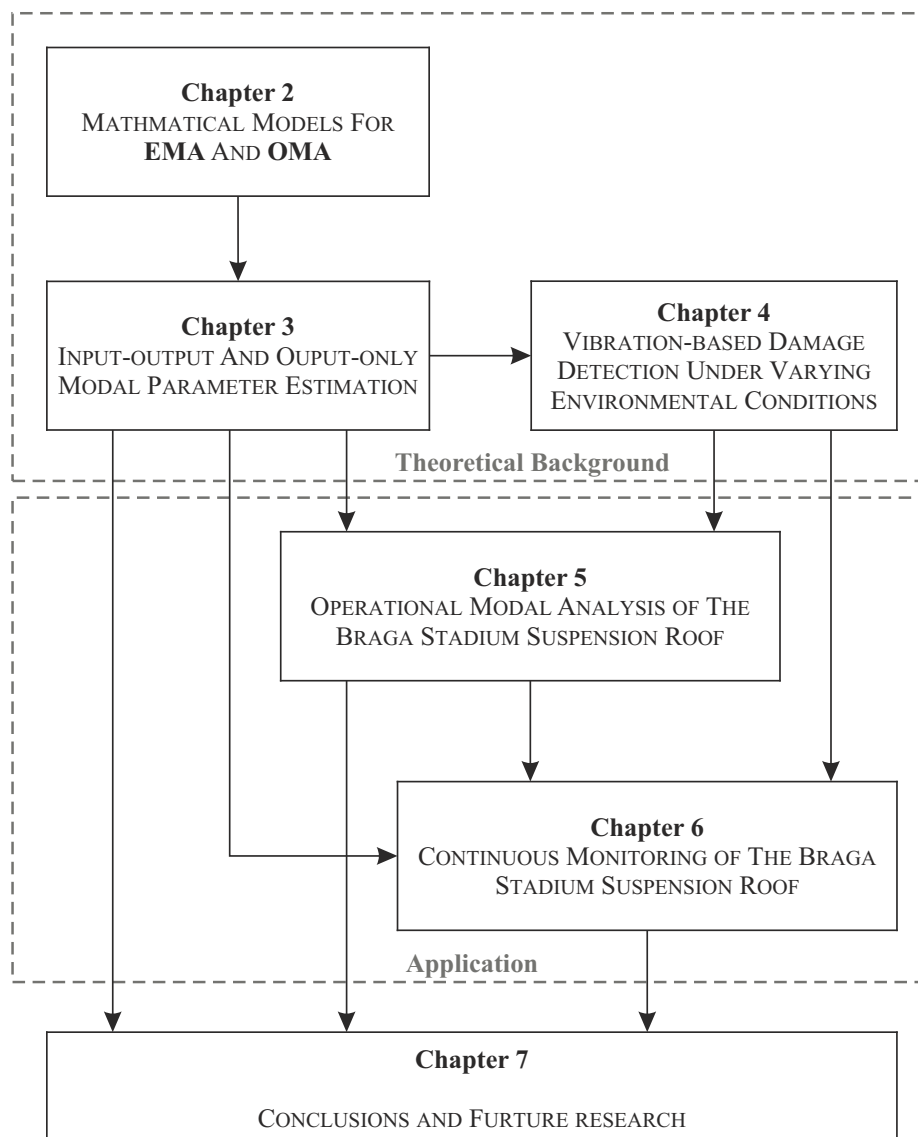 Chapter 2
MATHMATICAL MODELS FOR
EMA AND OMA
Chapter 3
INPUT-OUTPUT AND OUPUT-ONLY
MODAL PARAMETER ESTIMATION
Chapter 4
VIBRATION-BASED DAMAGE
DETECTION UNDER VARYING
ENVIRONMENTAL CONDITIONS
Theoretical Background
Chapter 5
OPERATIONAL MODAL ANALYSIS OF THE
BRAGA STADIUM SUSPENSION ROOF
Chapter 6
CONTINUOUS MONITORING OF THE BRAGA
STADIUM SUSPENSION ROOF
Application
Chapter 7
CONCLUSIONS AND FURTURE RESEARCH